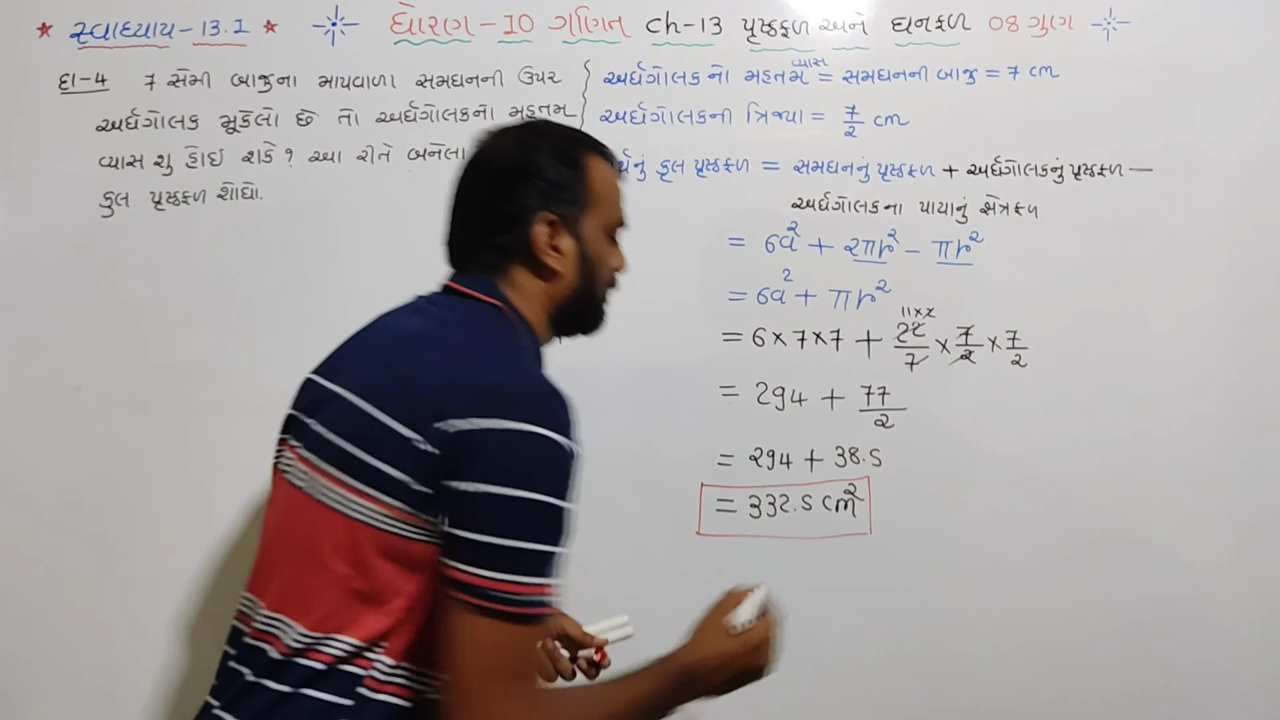 ★ સ્વાધ્યાય-13.1 ★ ધોરણ-10 ગણિત ch-13 પૃષ્ઠફળ અને ઘનફળ 08 ગુણ
દા-4 7 સેમી બાજુના માપવાળા સમઘનની ઉપર
અર્ધગોલક મૂકેલો છે તો અર્ધગોલકનો મહત્તમ
વ્યાસ શુ હોઈ શકે? આ રીતે બનેલા
કુલ પૃષ્ઠફળ શોધો.
અર્ધગોલક નો મહત્તમ વ્યાસ = સમઘનની બાજુ = 7 cm
અર્ધગોલકની ત્રિજ્યા = 7/2 cm
કુલ પૃષ્ઠફળ = સમઘનનું પૃષ્ઠફળ + અર્ધગોલકનું પૃષ્ઠફળ —
અર્ધગોલકના પાયાનું ક્ષેત્રફળ
= 6a² + 2πr² - πr²
= 6a² + πr²
11×2
= 6×7×7 + 22/7 × 7/2 × 7/2
= 294 + 77/2
= 294 + 38.5
= 332.5 cm²